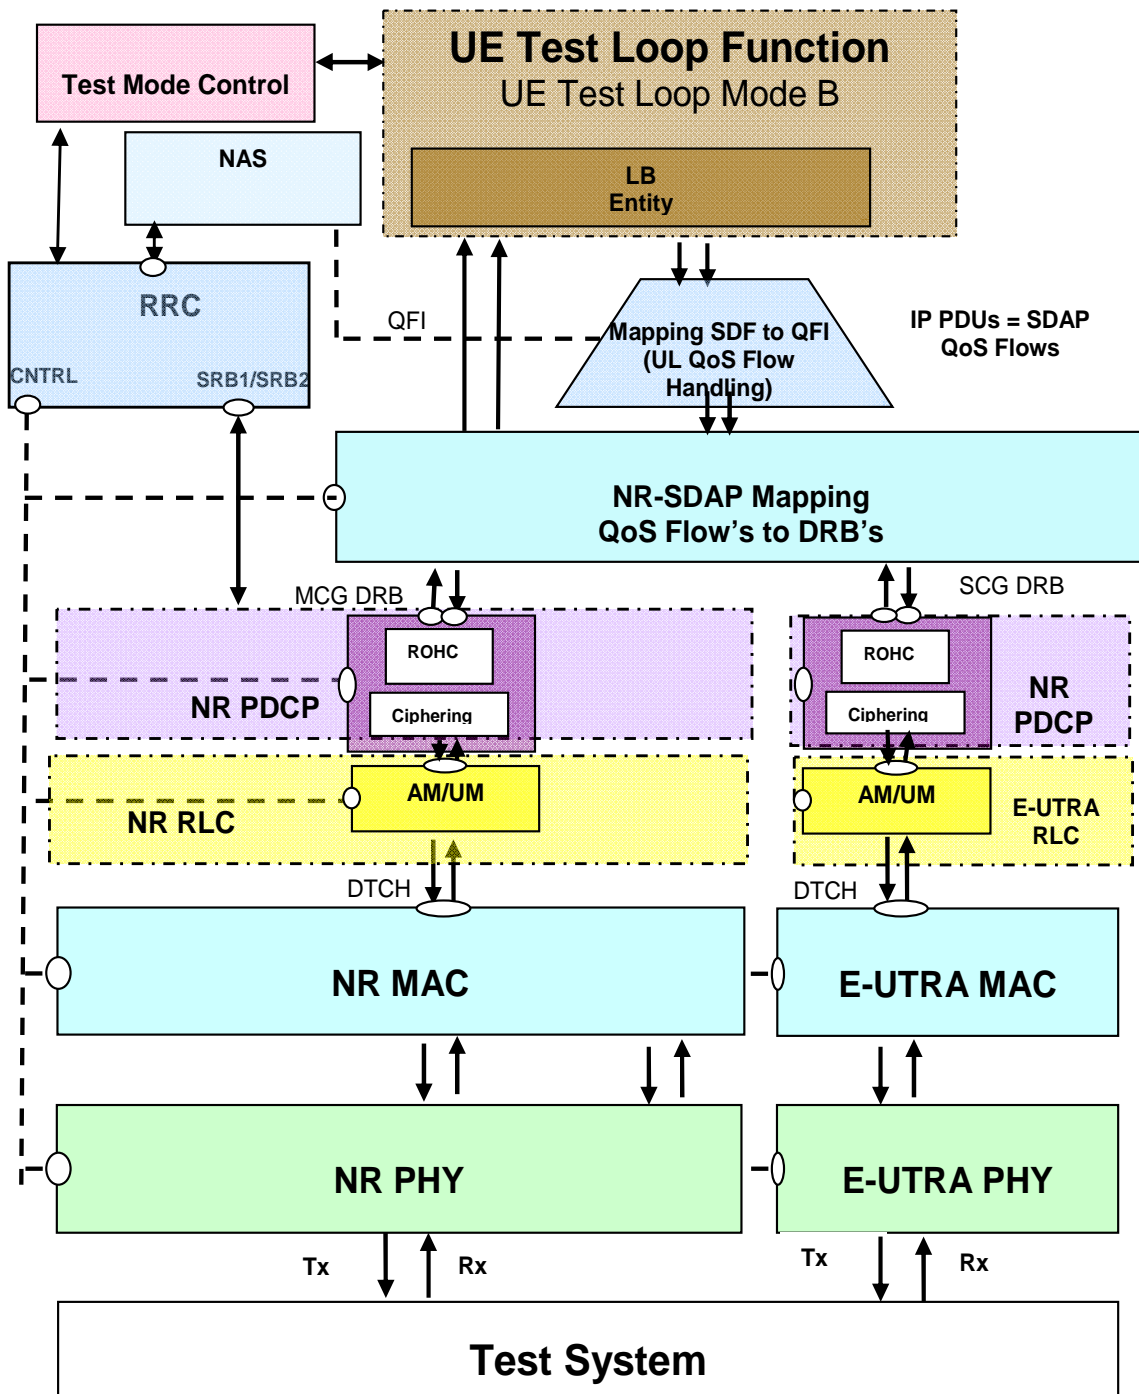 UE Test Loop Function
UE Test Loop Mode B
Test Mode Control
NAS
LB
Entity
RRC
CNTRL
SRB1/SRB2
QFI
Mapping SDF to QFI
(UL QoS Flow
Handling)
IP PDUs = SDAP
QoS Flows
NR-SDAP Mapping
QoS Flow's to DRB's
MCG DRB
SCG DRB
ROHC
Ciphering
NR PDCP
ROHC
Ciphering
NR
PDCP
AM/UM
NR RLC
AM/UM
E-UTRA
RLC
DTCH
DTCH
NR MAC
E-UTRA MAC
NR PHY
E-UTRA PHY
Tx
Rx
Tx
Rx
Test System